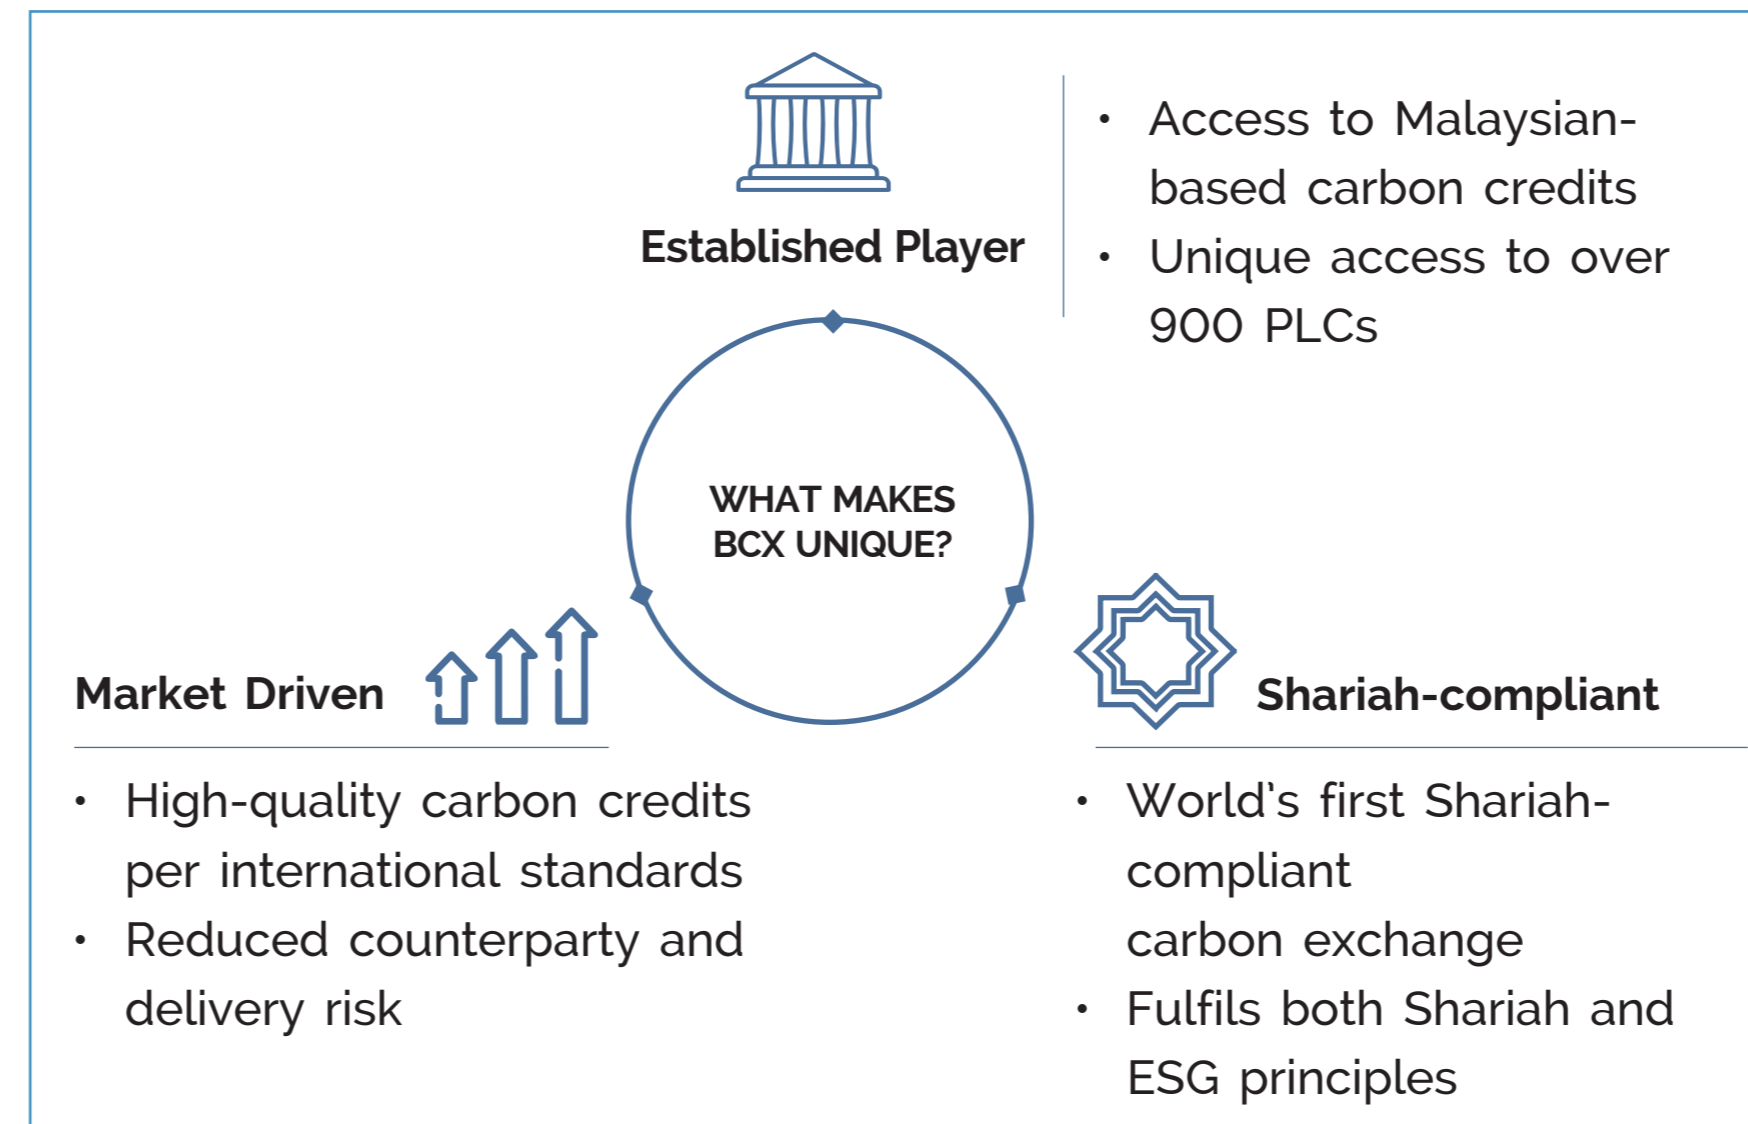 Established Player
• Access to Malaysian-
based carbon credits
• Unique access to over
900 PLCs
WHAT MAKES
BCX UNIQUE?
Market Driven
• High-quality carbon credits
per international standards
• Reduced counterparty and
delivery risk
Shariah-compliant
• World's first Shariah-
compliant
carbon exchange
• Fulfils both Shariah and
ESG principles